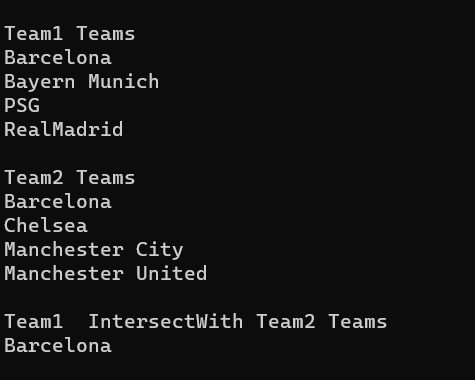 Team1 Teams
Barcelona
Bayern Munich
PSG
RealMadrid
Team2 Teams
Barcelona
Chelsea
Manchester City
Manchester United
Team1  IntersectWith Team2 Teams
Barcelona